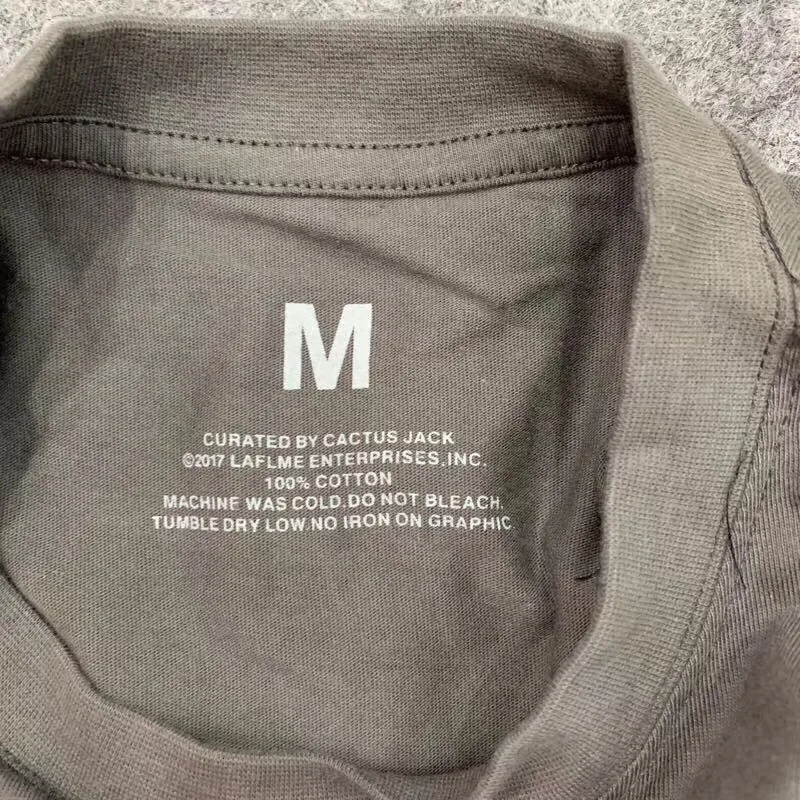 M
CURATED BY CACTUS JACK
©2017 LAFLME ENTERPRISES,INC.
100% COTTON
MACHINE WAS COLD.DO NOT BLEACH.
TUMBLE DRY LOW.NO IRON ON GRAPHIC